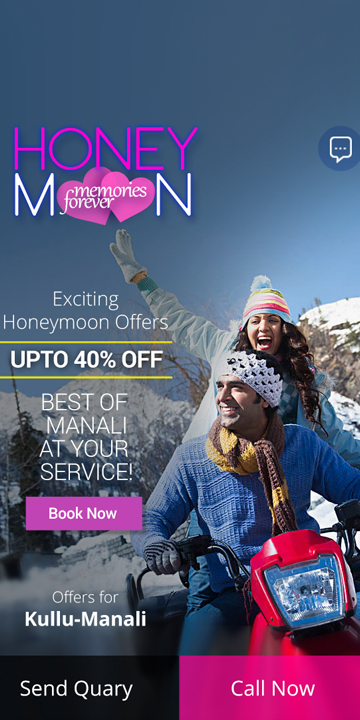 HONEY
MOON
memories
forever
Exciting
Honeymoon Offers
UPTO 40% OFF
BEST OF
MANALI
AT YOUR
SERVICE!
Book Now
Offers for
Kullu-Manali
Send Quary
Call Now